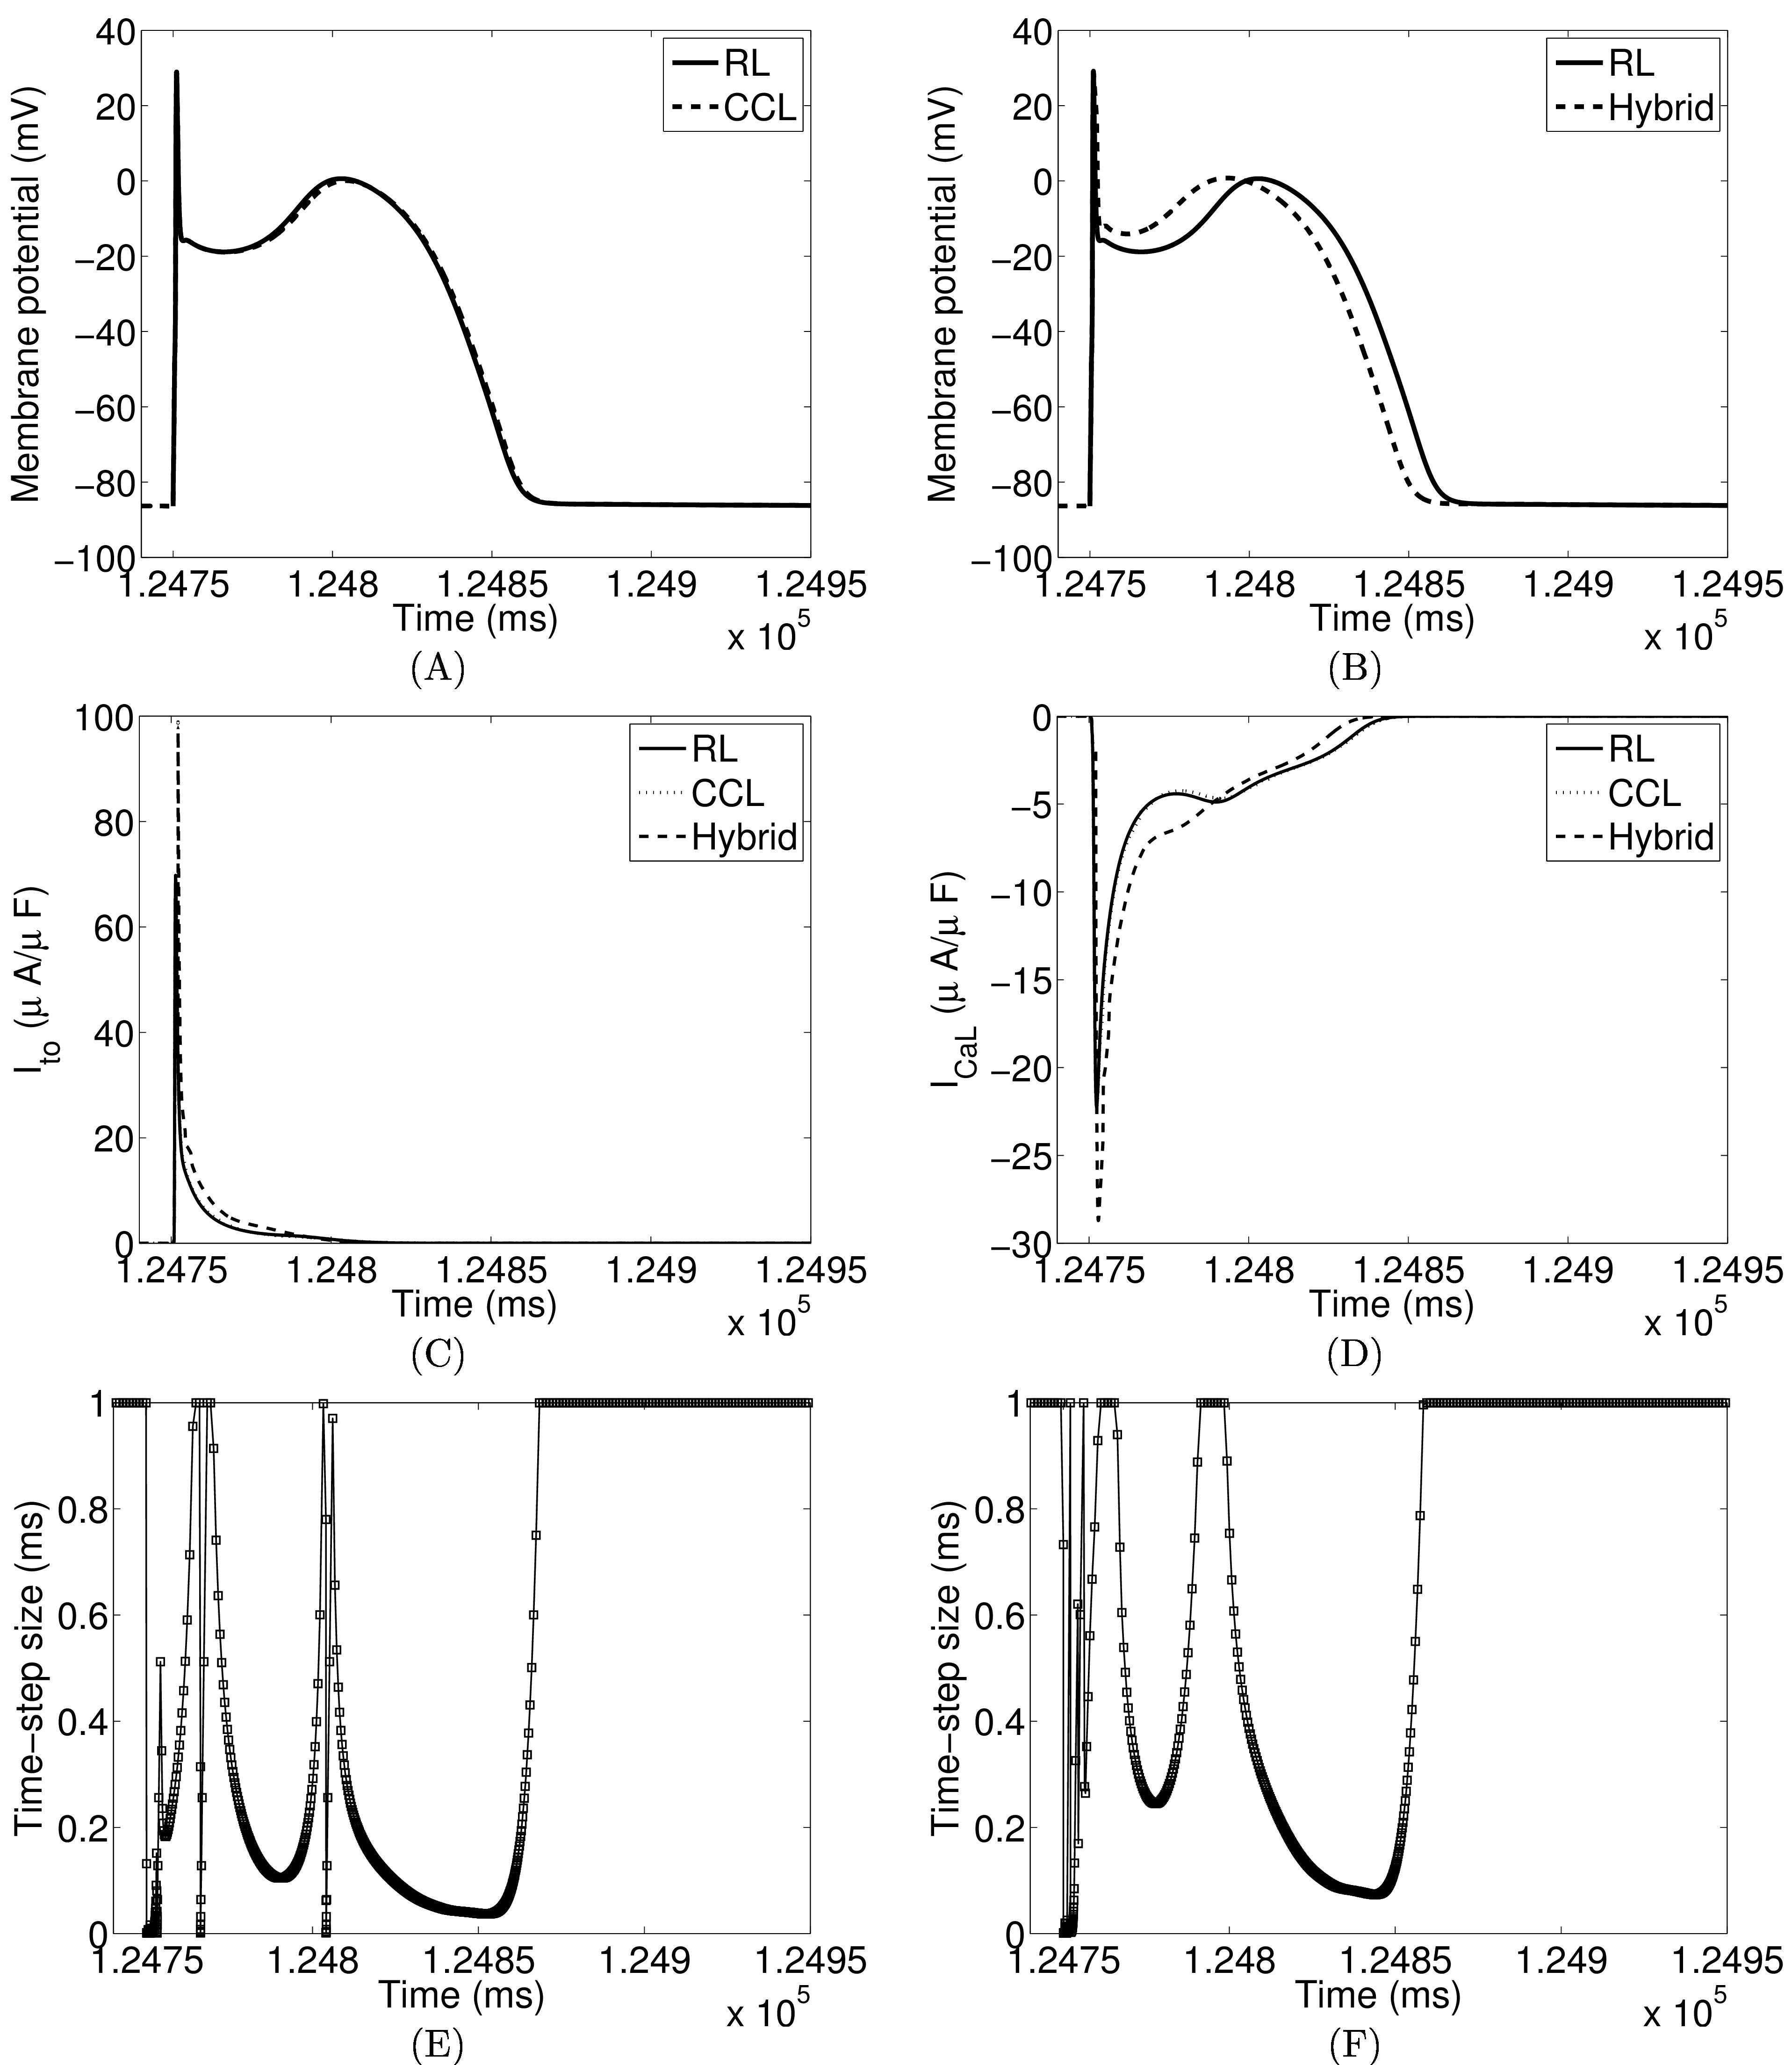 40
20
0
−20
−40
−60
−80
−100
Membrane potential (mV)
RL
CCL
1.2475 1.248 1.2485 1.249 1.2495
Time (ms)
x 10^5
(A)
40
20
0
−20
−40
−60
−80
−100
Membrane potential (mV)
RL
Hybrid
1.2475 1.248 1.2485 1.249 1.2495
Time (ms)
x 10^5
(B)
100
80
60
40
20
0
I_to (μ A/μ F)
RL
CCL
Hybrid
1.2475 1.248 1.2485 1.249 1.2495
Time (ms)
x 10^5
(C)
0
−5
−10
−15
−20
−25
−30
I_CaL (μ A/μ F)
RL
CCL
Hybrid
1.2475 1.248 1.2485 1.249 1.2495
Time (ms)
x 10^5
(D)
1
0.8
0.6
0.4
0.2
0
Time−step size (ms)
1.2475 1.248 1.2485 1.249 1.2495
Time (ms)
x 10^5
(E)
1
0.8
0.6
0.4
0.2
0
Time−step size (ms)
1.2475 1.248 1.2485 1.249 1.2495
Time (ms)
x 10^5
(F)